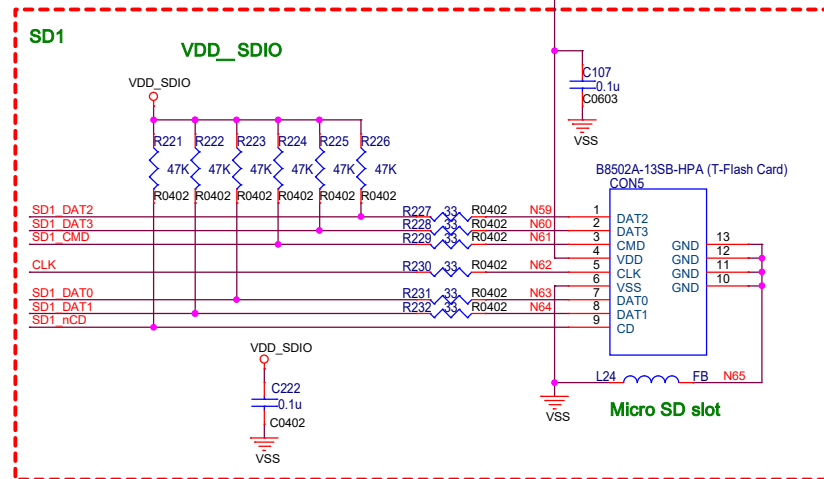 SD1
VDD__SDIO
VDD_SDIO
C107
0.1u
C0603
VSS
R221 R222 R223 R224 R225 R226
47K 47K 47K 47K 47K 47K
R0402 R0402 R0402 R0402 R0402 R0402
B8502A-13SB-HPA (T-Flash Card)
CON5
SD1_DAT2 R227 33 R0402 N59 1 DAT2
SD1_DAT3 R228 33 R0402 N60 2 DAT3
SD1_CMD R229 33 R0402 N61 3 CMD GND 13
4 VDD GND 12
CLK R230 33 R0402 N62 5 CLK GND 11
6 VSS GND 10
SD1_DAT0 R231 33 R0402 N63 7 DAT0
SD1_DAT1 R232 33 R0402 N64 8 DAT1
SD1_nCD 9 CD
VDD_SDIO
C222
0.1u
C0402
VSS
L24 FB N65
VSS
Micro SD slot